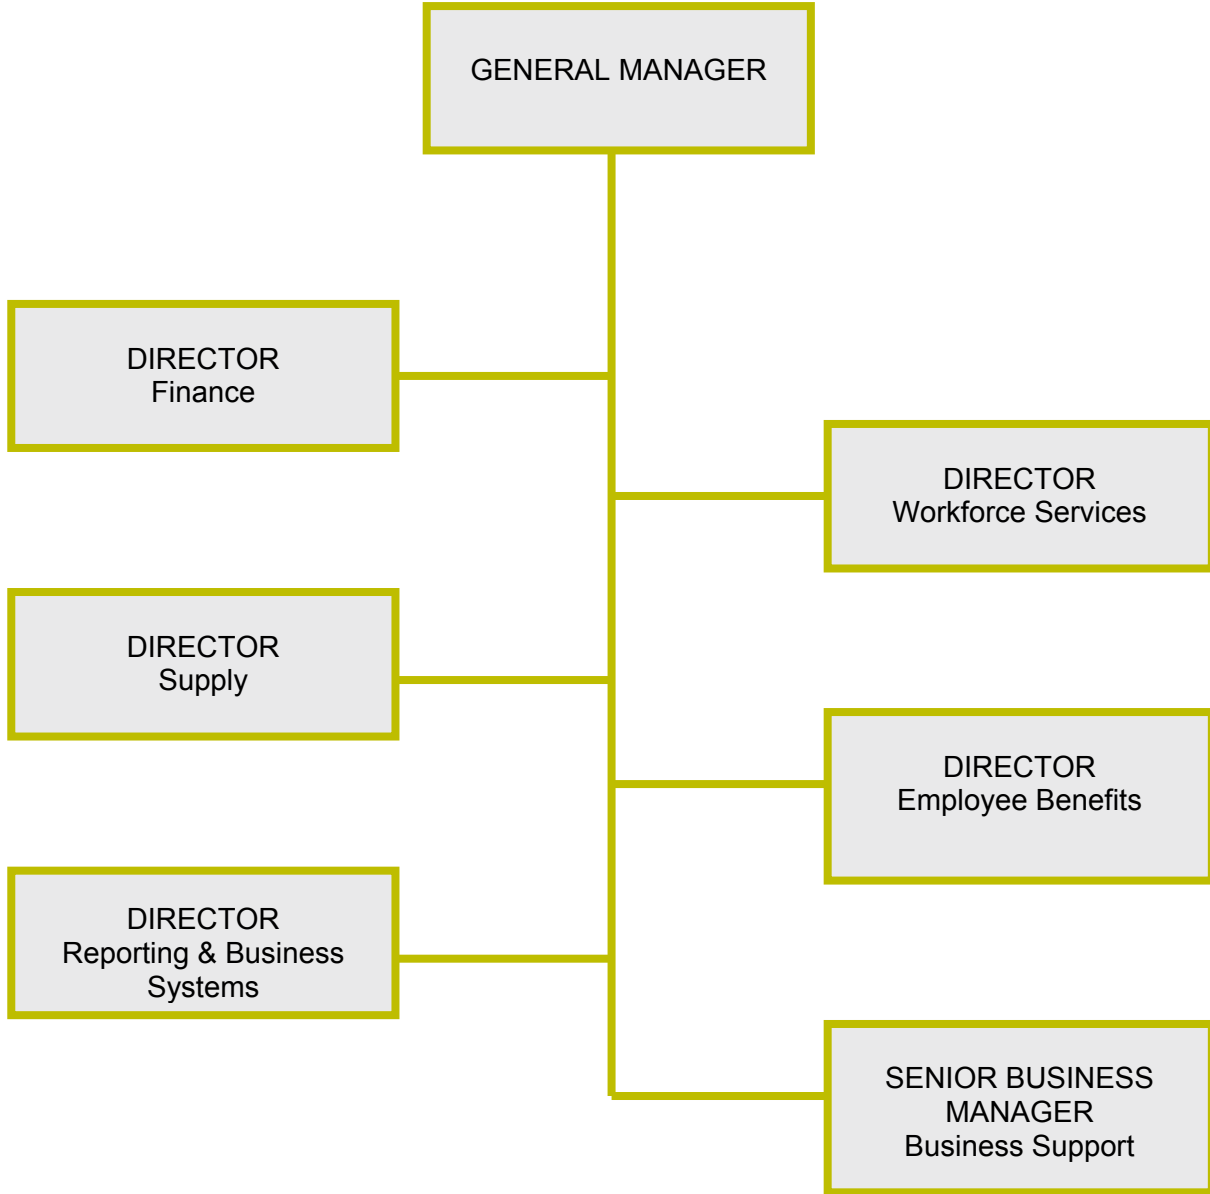 GENERAL MANAGER
DIRECTOR
Finance
DIRECTOR
Workforce Services
DIRECTOR
Supply
DIRECTOR
Employee Benefits
DIRECTOR
Reporting & Business
Systems
SENIOR BUSINESS
MANAGER
Business Support